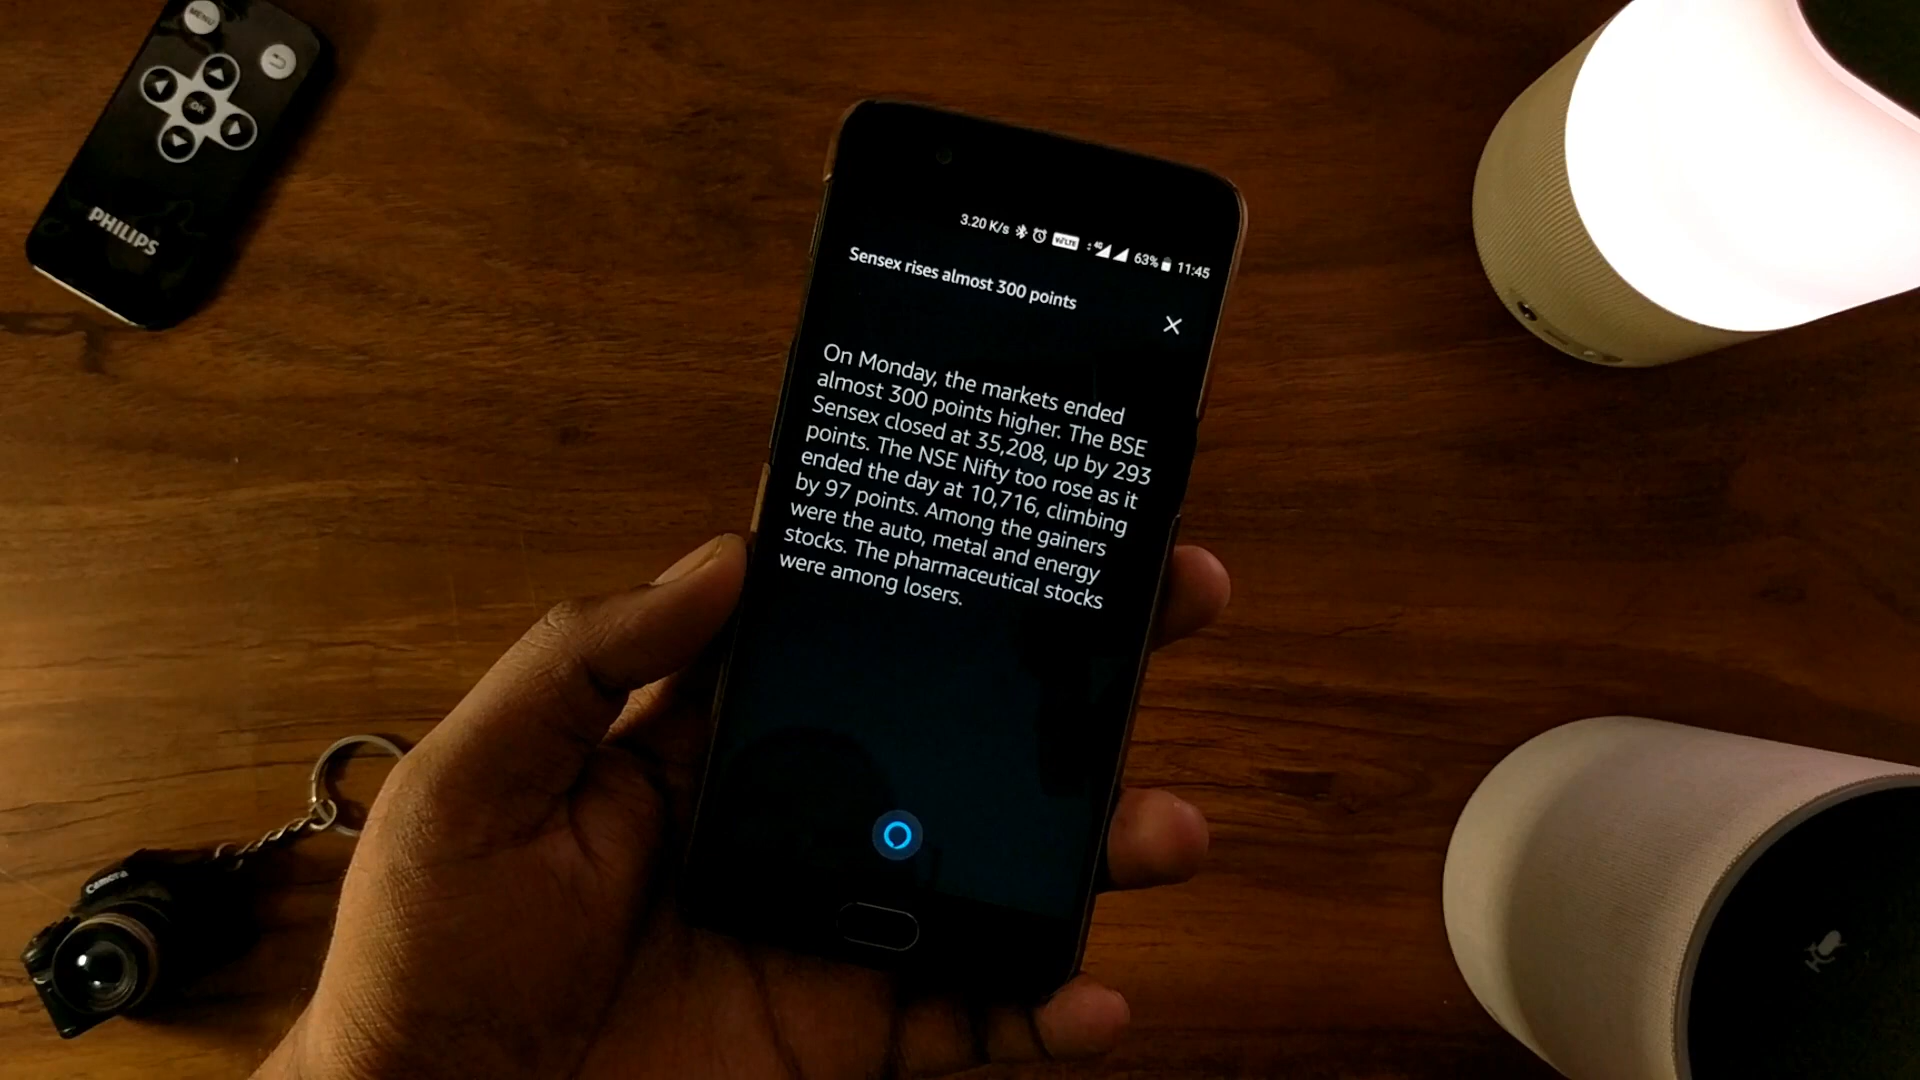 MENU
OK
PHILIPS
3.20 K/s VoLTE 4G 63% 11:45
Sensex rises almost 300 points
On Monday, the markets ended
almost 300 points higher. The BSE
Sensex closed at 35,208, up by 293
points. The NSE Nifty too rose as it
ended the day at 10,716, climbing
by 97 points. Among the gainers
were the auto, metal and energy
stocks. The pharmaceutical stocks
were among losers.
Camera